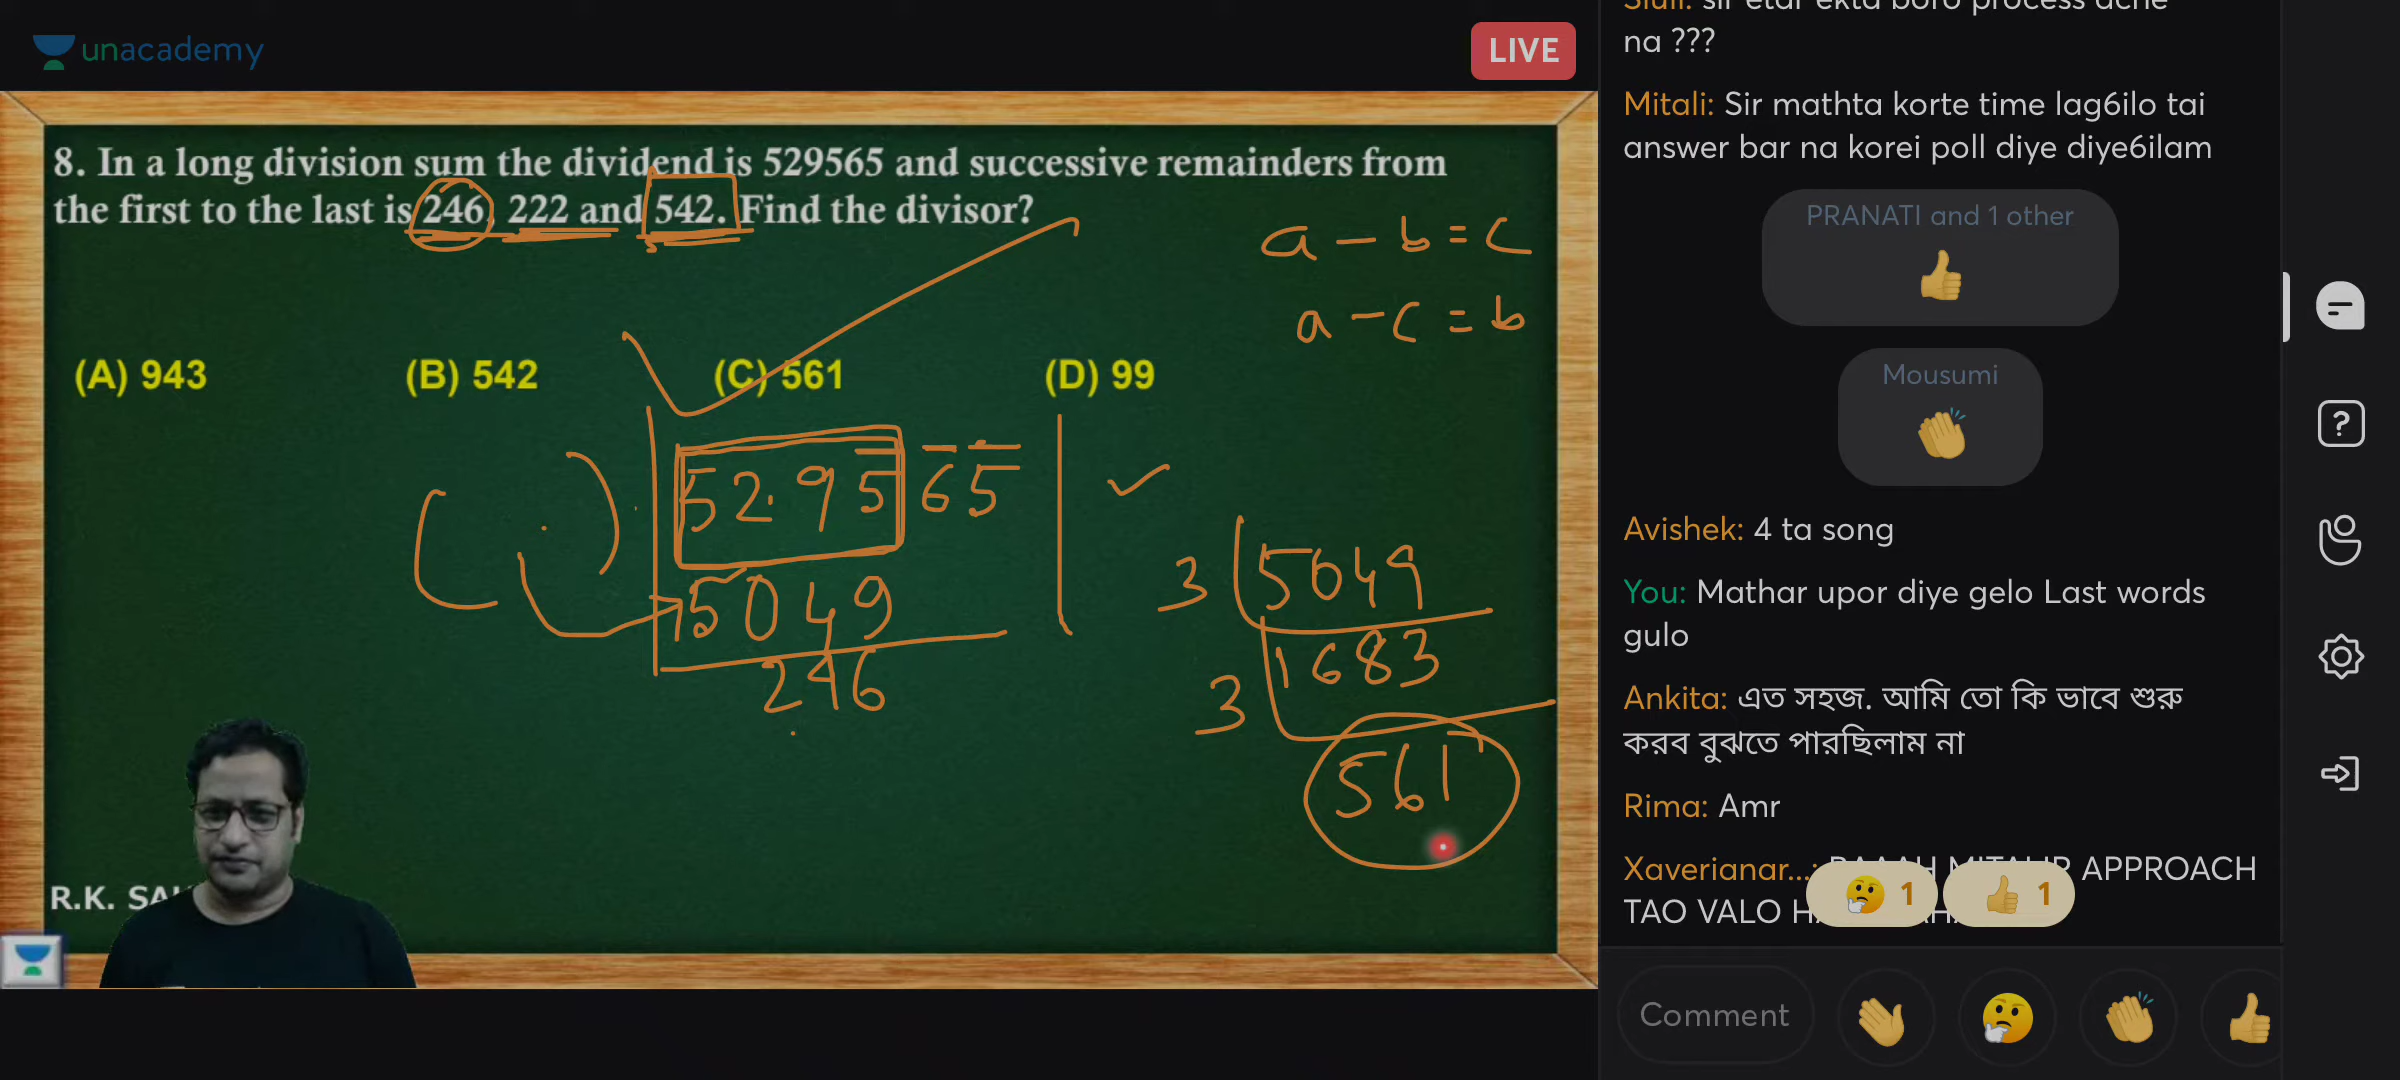 unacademy
LIVE
8. In a long division sum the dividend is 529565 and successive remainders from
the first to the last is 246, 222 and 542. Find the divisor?
a - b = c
a - c = b
(A) 943
(B) 542
(C) 561
(D) 99
529565
5049
246
3 5049
3 1683
561
R.K.
na ???
Mitali: Sir mathta korte time lag6ilo tai
answer bar na korei poll diye diye6ilam
PRANATI and 1 other
Mousumi
Avishek: 4 ta song
You: Mathar upor diye gelo Last words
gulo
Ankita: এত সহজ. আমি তো কি ভাবে শুরু
করব বুঝতে পারছিলাম না
Rima: Amr
Xaverianar...: APPROACH
TAO VALO
🤔 1
👍 1
Comment